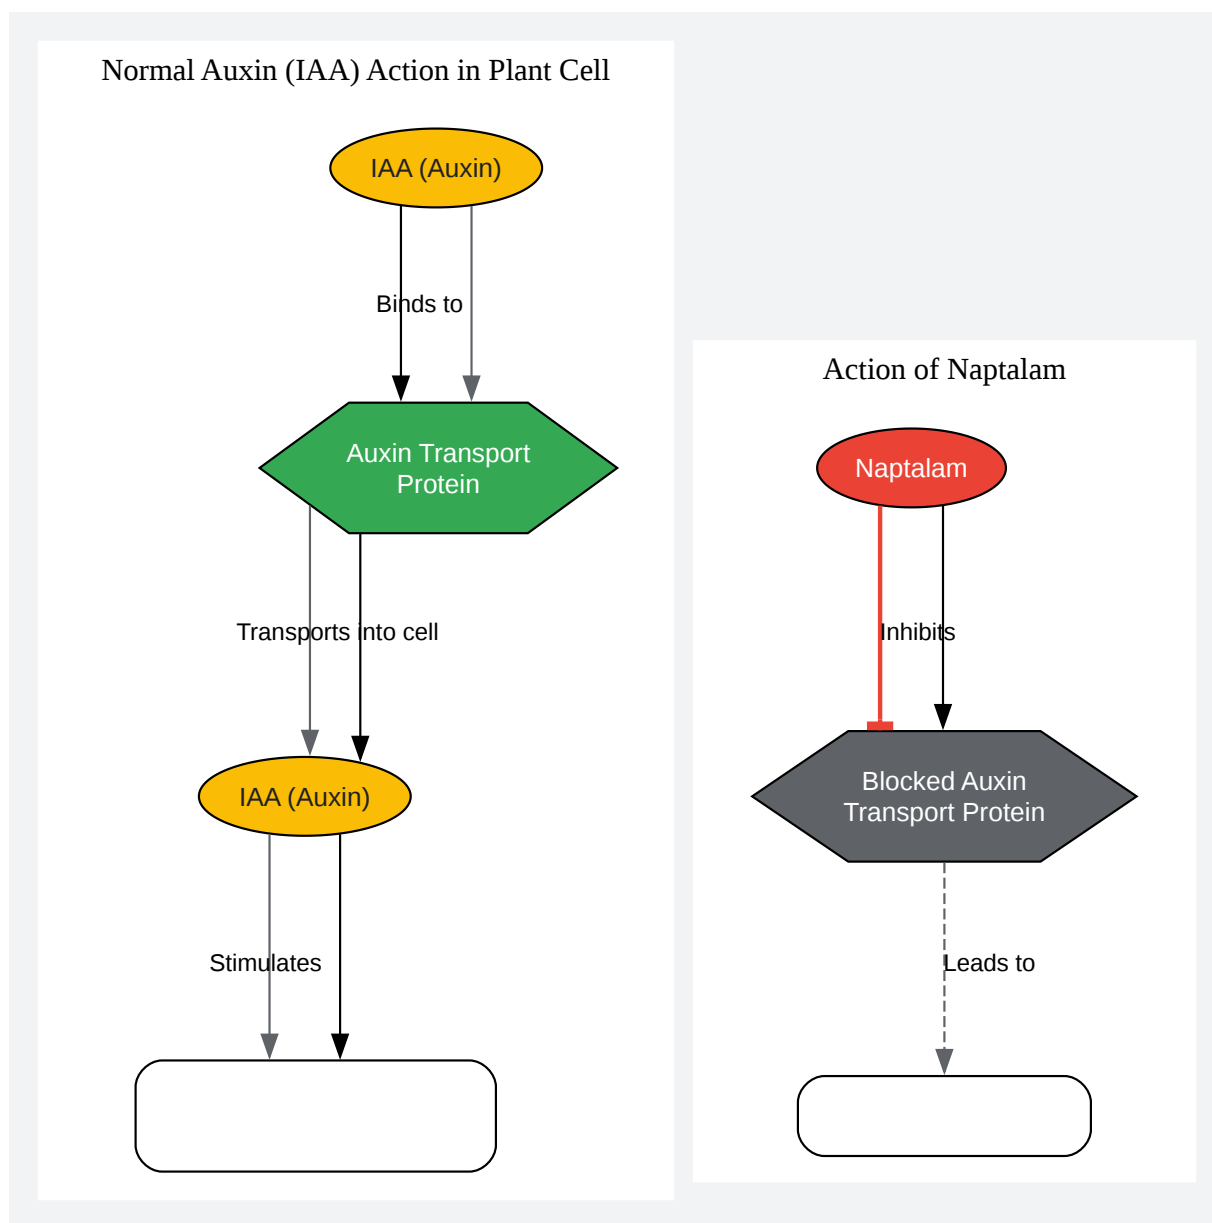 Normal Auxin (IAA) Action in Plant Cell
IAA (Auxin)
Binds to
Auxin Transport
Protein
Transports into cell
IAA (Auxin)
Stimulates
Action of Naptalam
Naptalam
Inhibits
Blocked Auxin
Transport Protein
Leads to